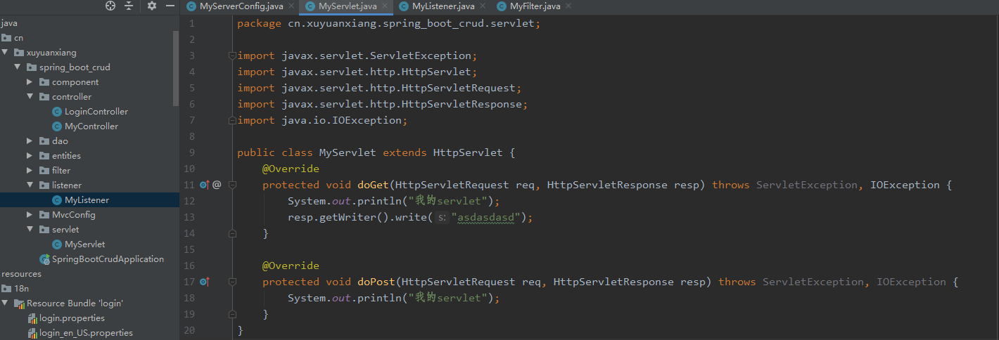 MyServerConfig.java MyServlet.java MyListener.java MyFilter.java
java
cn
xuyuanxiang
spring_boot_crud
component
controller
LoginController
MyController
dao
entities
filter
listener
MyListener
MvcConfig
servlet
MyServlet
SpringBootCrudApplication
resources
18n
Resource Bundle 'login'
login.properties
login_en_US.properties
1 package cn.xuyuanxiang.spring_boot_crud.servlet;
2
3 import javax.servlet.ServletException;
4 import javax.servlet.http.HttpServlet;
5 import javax.servlet.http.HttpServletRequest;
6 import javax.servlet.http.HttpServletResponse;
7 import java.io.IOException;
8
9 public class MyServlet extends HttpServlet {
10 @Override
11 @ protected void doGet(HttpServletRequest req, HttpServletResponse resp) throws ServletException, IOException {
12 System.out.println("我的servlet");
13 resp.getWriter().write( s: "asdasdasd");
14 }
15
16 @Override
17 protected void doPost(HttpServletRequest req, HttpServletResponse resp) throws ServletException, IOException {
18 System.out.println("我的servlet");
19 }
20 }